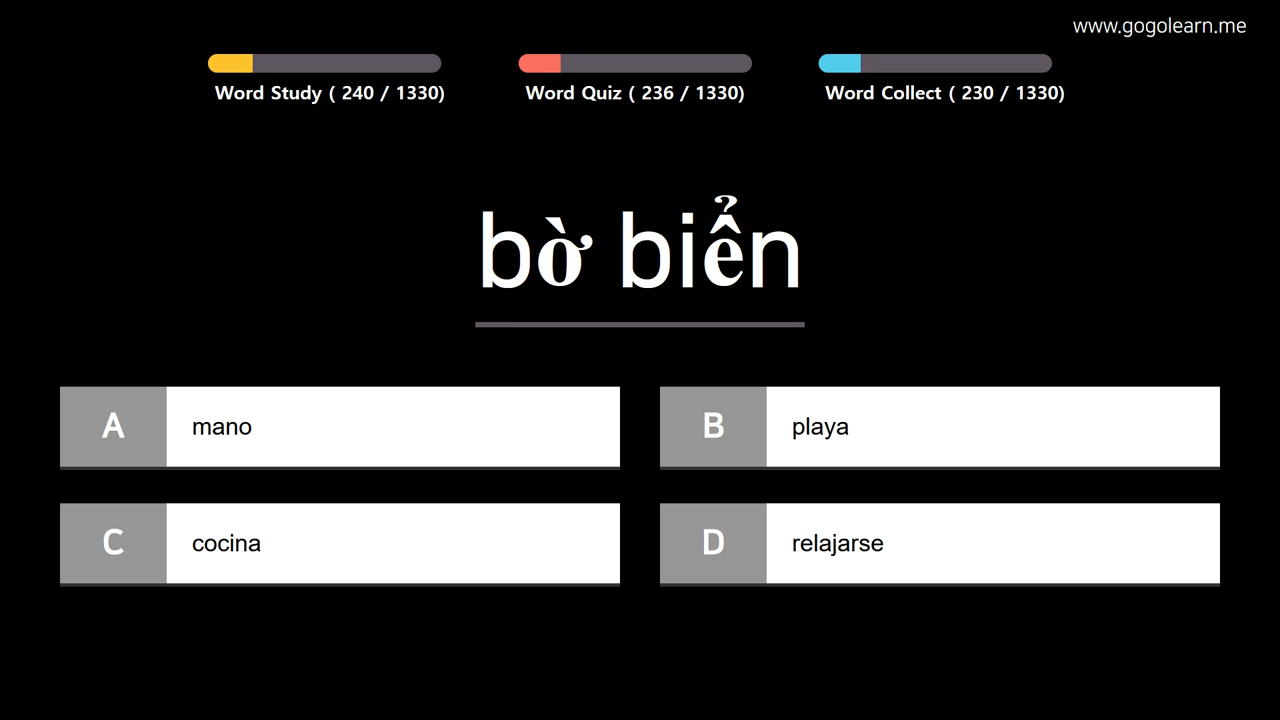 www.gogolearn.me
Word Study ( 240 / 1330)
Word Quiz ( 236 / 1330)
Word Collect ( 230 / 1330)
bờ biển
A mano
B playa
C cocina
D relajarse